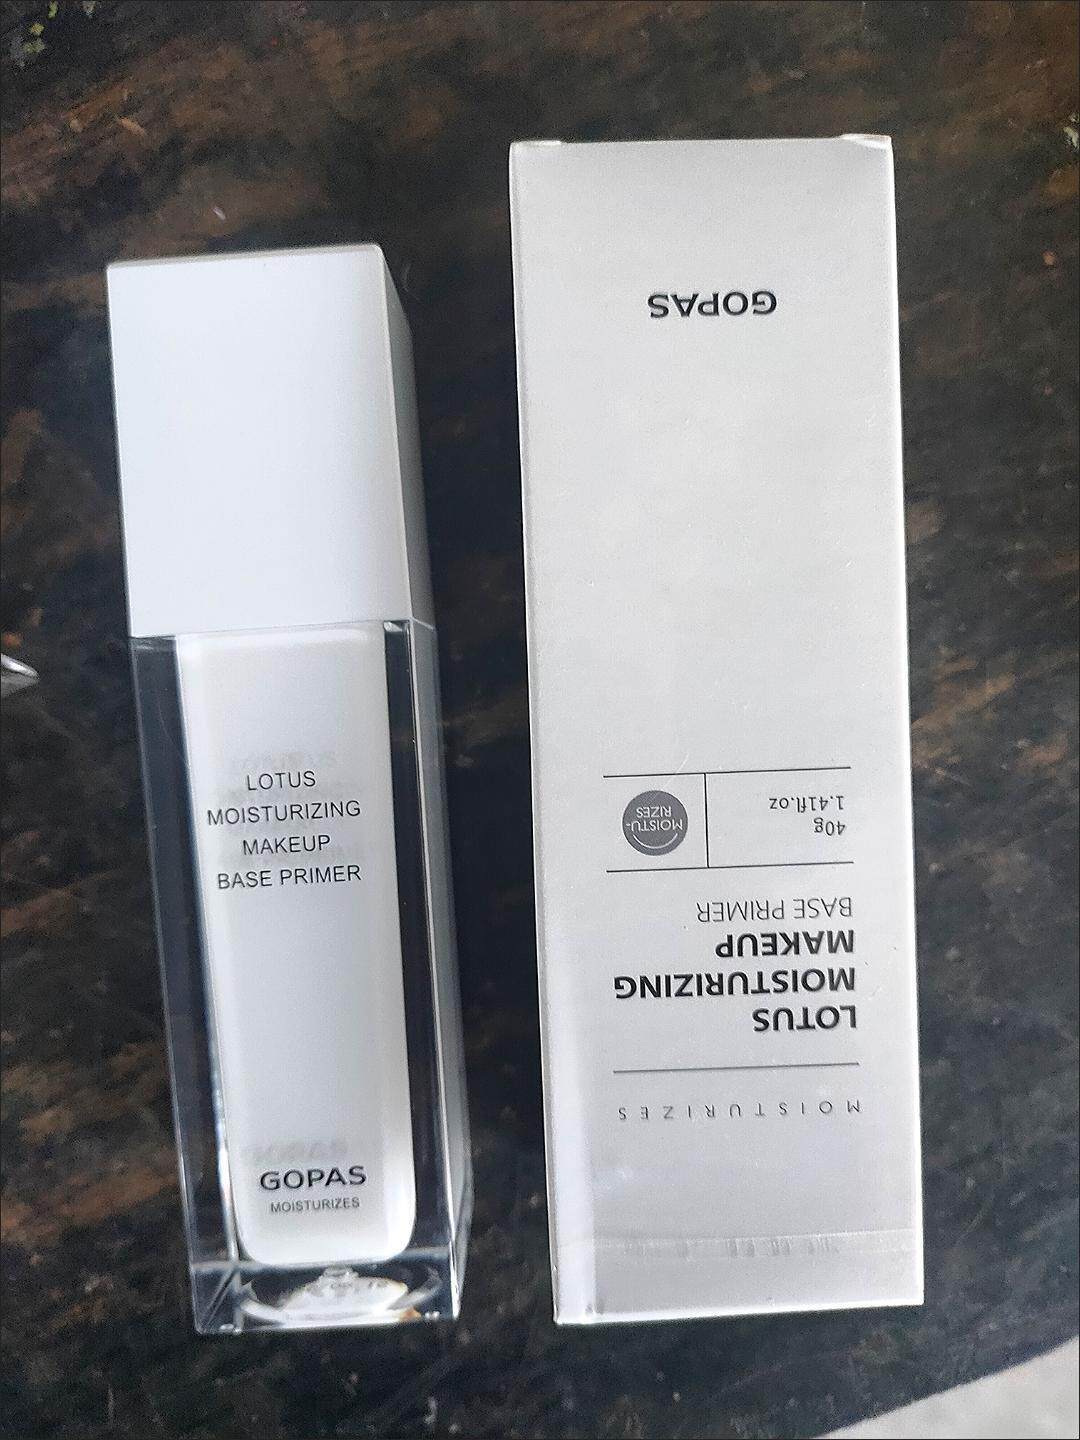 LOTUS
MOISTURIZING
MAKEUP
BASE PRIMER
GOPAS
MOISTURIZES
MOISTURIZES
LOTUS
MOISTURIZING
MAKEUP
BASE PRIMER
40g
1.41fl.oz
MOISTU-
RIZES
GOPAS